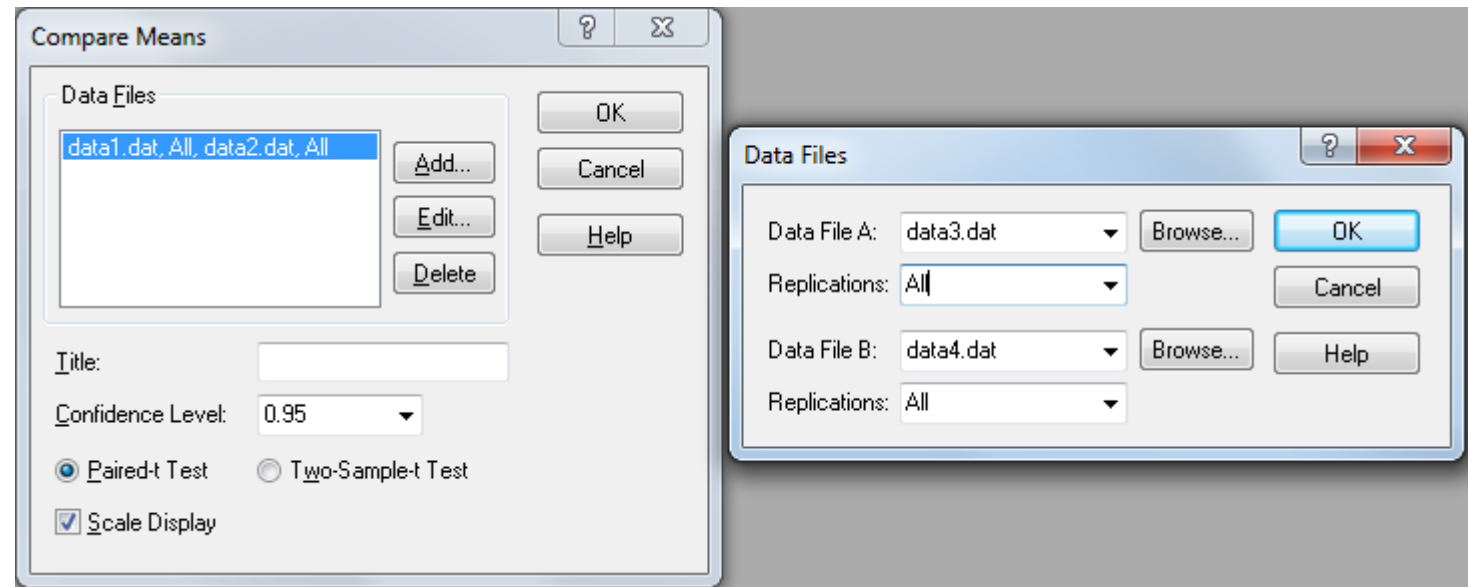 Compare Means
Data Files
data1.dat, All, data2.dat, All
Add...
Edit...
Delete
OK
Cancel
Help
Title:
Confidence Level: 0.95
Paired-t Test Two-Sample-t Test
Scale Display
Data Files
Data File A: data3.dat Browse... OK
Replications: All Cancel
Data File B: data4.dat Browse... Help
Replications: All